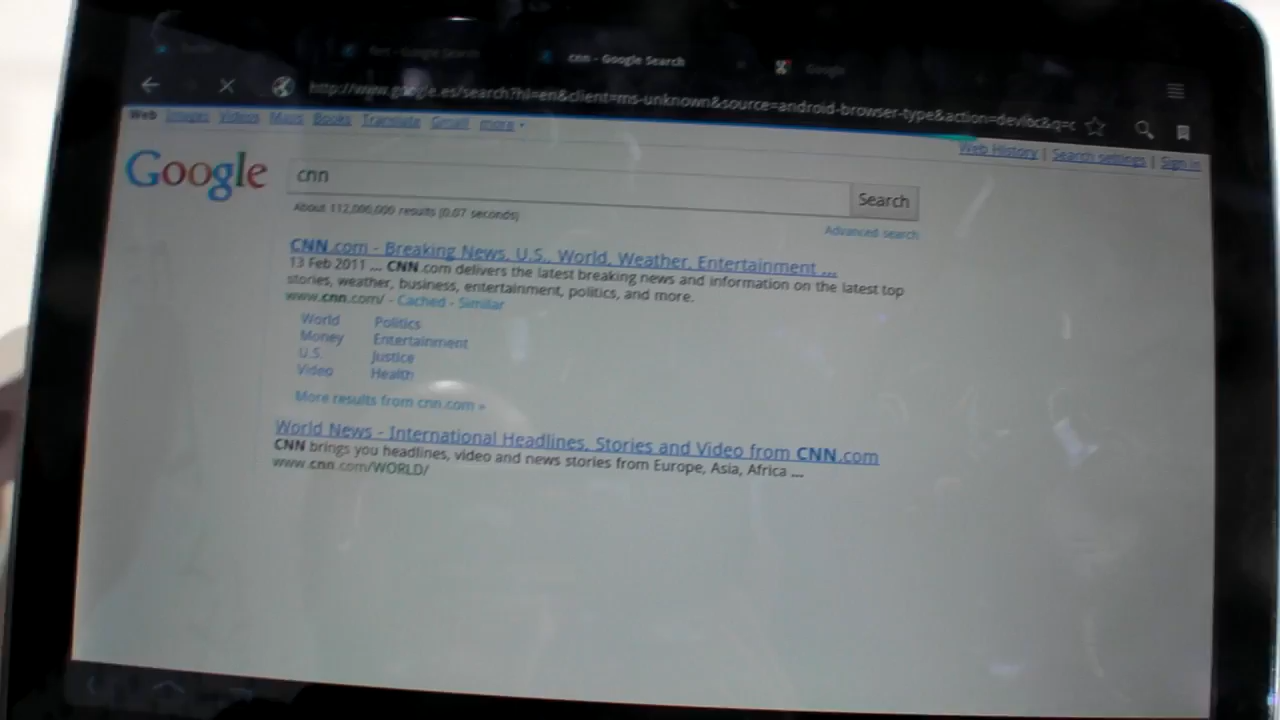 cnn - Google Search
Google
http://www.google.es/search?hl=en&client=ms-unknown&source=android-browser-type&action=devloc&q=c
Web Images Videos Maps Books Translate Gmail more
Web History | Search settings | Sign in
Google
cnn
Search
About 112,000,000 results (0.07 seconds)
Advanced search
CNN.com - Breaking News, U.S., World, Weather, Entertainment ...
13 Feb 2011 ... CNN.com delivers the latest breaking news and information on the latest top
stories, weather, business, entertainment, politics, and more.
www.cnn.com/ - Cached - Similar
World Politics
Money Entertainment
U.S. Justice
Video Health
More results from cnn.com »
World News - International Headlines, Stories and Video from CNN.com
CNN brings you headlines, video and news stories from Europe, Asia, Africa ...
www.cnn.com/WORLD/